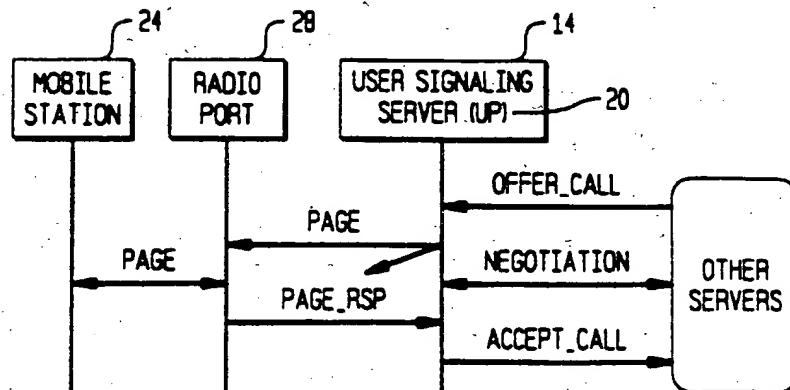 24
28
14
MOBILE
STATION
RADIO
PORT
USER SIGNALING
SERVER (UP)
20
OFFER_CALL
PAGE
PAGE
NEGOTIATION
OTHER
SERVERS
PAGE_RSP
ACCEPT_CALL